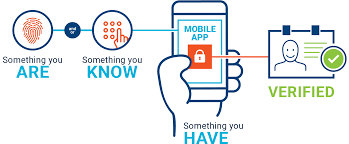 and
or
Something you
ARE
Something you
KNOW
MOBILE
APP
Something you
HAVE
VERIFIED